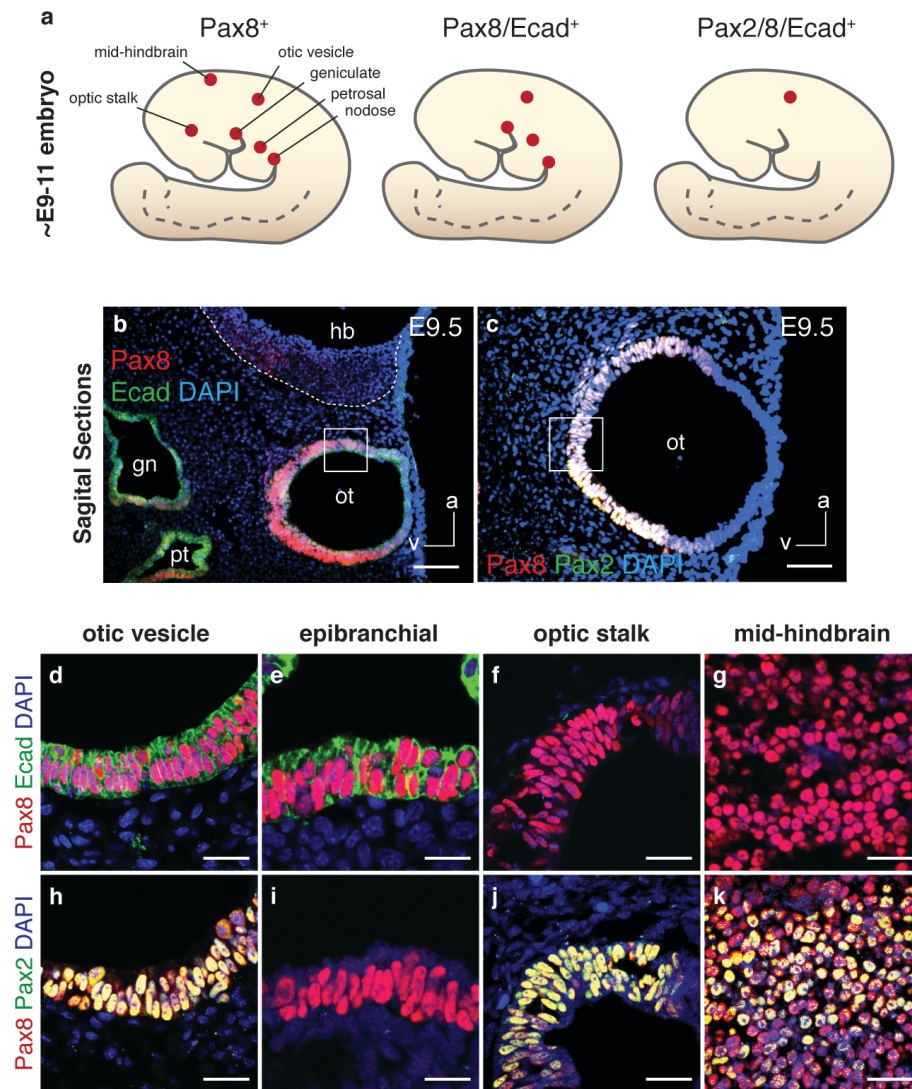 a
Pax8⁺
Pax8/Ecad⁺
Pax2/8/Ecad⁺
~E9-11 embryo
mid-hindbrain
otic vesicle
geniculate
petrosal
nodose
optic stalk
Sagital Sections
b
hb
E9.5
Pax8
Ecad DAPI
gn
ot
pt
a
v
c
E9.5
ot
a
v
Pax8 Pax2 DAPI
otic vesicle
epibranchial
optic stalk
mid-hindbrain
Pax8 Ecad DAPI
d
e
f
g
Pax8 Pax2 DAPI
h
i
j
k